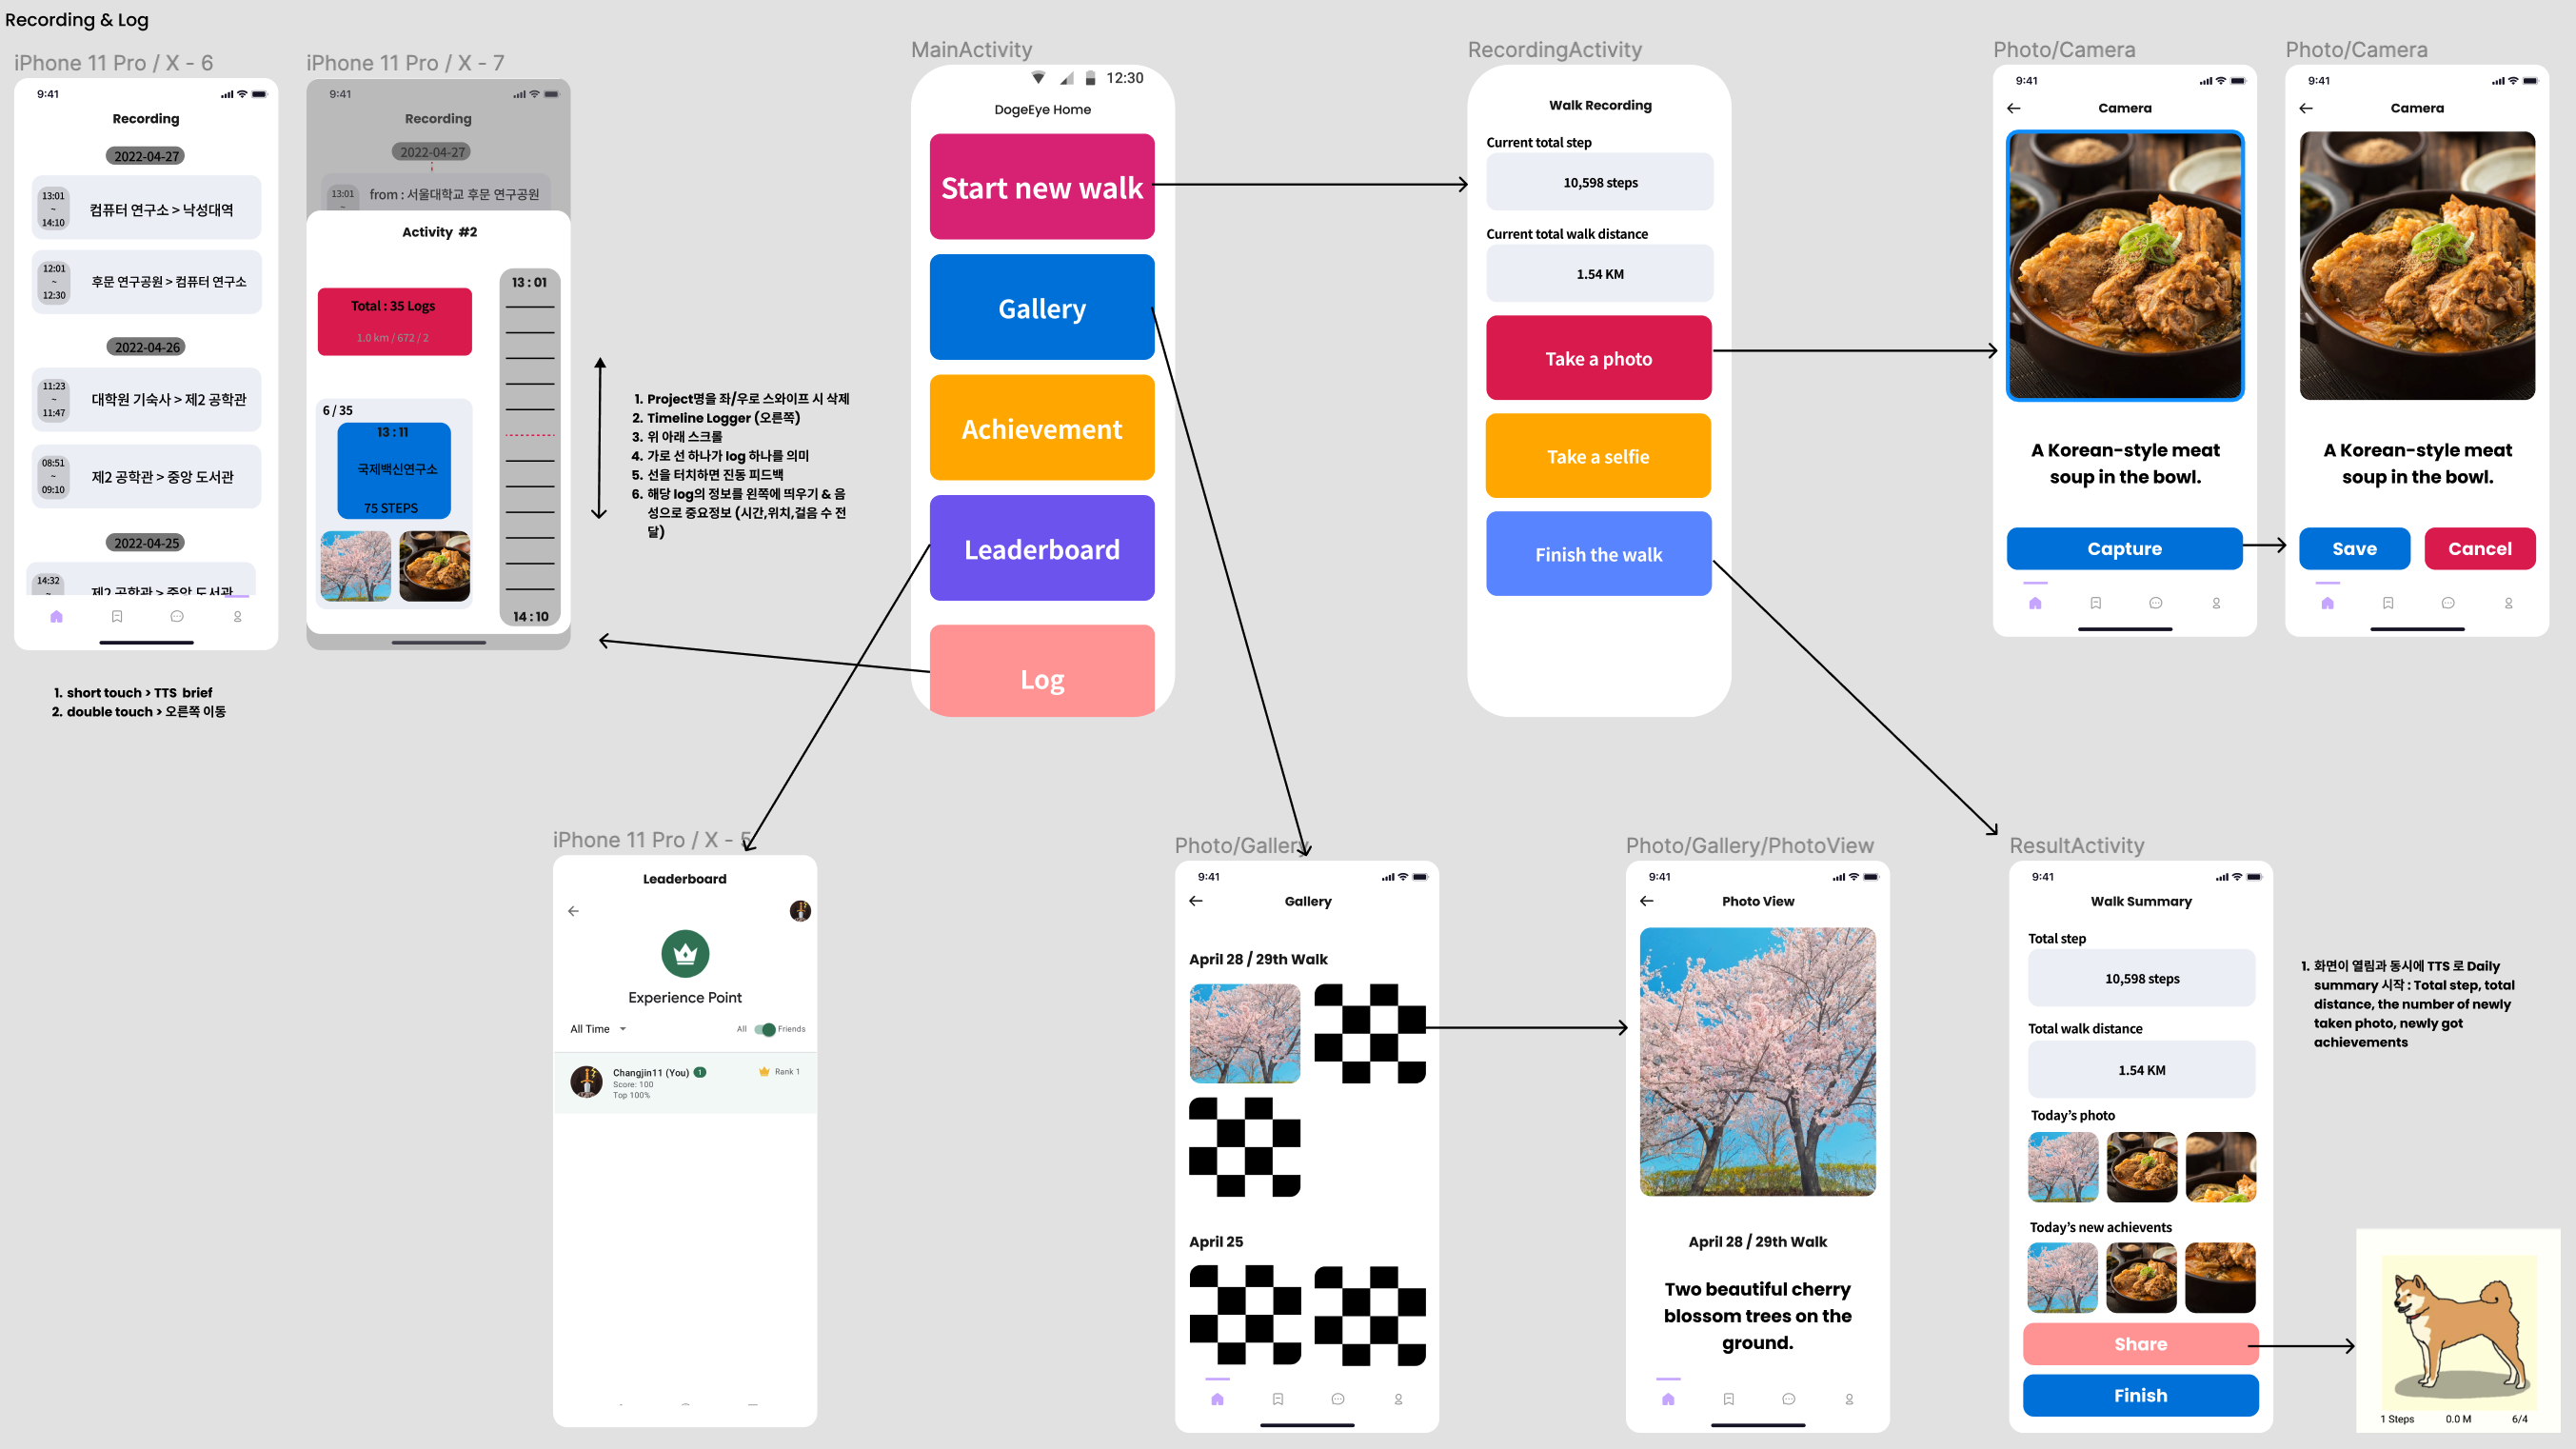 Recording & Log
iPhone 11 Pro / X - 6
9:41
Recording
2022-04-27
13:01
~
14:10
컴퓨터 연구소 > 낙성대역
12:01
~
12:30
후문 연구공원 > 컴퓨터 연구소
2022-04-26
11:23
~
11:47
대학원 기숙사 > 제2 공학관
08:51
~
09:10
제2 공학관 > 중앙 도서관
2022-04-25
14:32
~
제2 공학관 > 중앙 도서관
1. short touch > TTS brief
2. double touch > 오른쪽 이동
iPhone 11 Pro / X - 7
9:41
Recording
2022-04-27
13:01
~
from : 서울대학교 후문 연구공원
Activity #2
Total : 35 Logs
1.0 km / 672 / 2
6 / 35
13 : 11
국제백신연구소
75 STEPS
13 : 01
14 : 10
1. Project명을 좌/우로 스와이프 시 삭제
2. Timeline Logger (오른쪽)
3. 위 아래 스크롤
4. 가로 선 하나가 log 하나를 의미
5. 선을 터치하면 진동 피드백
6. 해당 log의 정보를 왼쪽에 띄우기 & 음
성으로 중요정보 (시간,위치,걸음 수 전
달)
MainActivity
12:30
DogeEye Home
Start new walk
Gallery
Achievement
Leaderboard
Log
RecordingActivity
Walk Recording
Current total step
10,598 steps
Current total walk distance
1.54 KM
Take a photo
Take a selfie
Finish the walk
Photo/Camera
9:41
Camera
A Korean-style meat
soup in the bowl.
Capture
Photo/Camera
9:41
Camera
A Korean-style meat
soup in the bowl.
Save
Cancel
iPhone 11 Pro / X - 5
Leaderboard
Experience Point
All Time
All
Friends
Changjin11 (You) 1
Score: 100
Top 100%
Rank 1
Photo/Gallery
9:41
Gallery
April 28 / 29th Walk
April 25
Photo/Gallery/PhotoView
9:41
Photo View
April 28 / 29th Walk
Two beautiful cherry
blossom trees on the
ground.
ResultActivity
9:41
Walk Summary
Total step
10,598 steps
Total walk distance
1.54 KM
Today's photo
Today's new achievents
Share
Finish
1. 화면이 열림과 동시에 TTS 로 Daily
summary 시작 : Total step, total
distance, the number of newly
taken photo, newly got
achievements
1 Steps
0.0 M
6/4